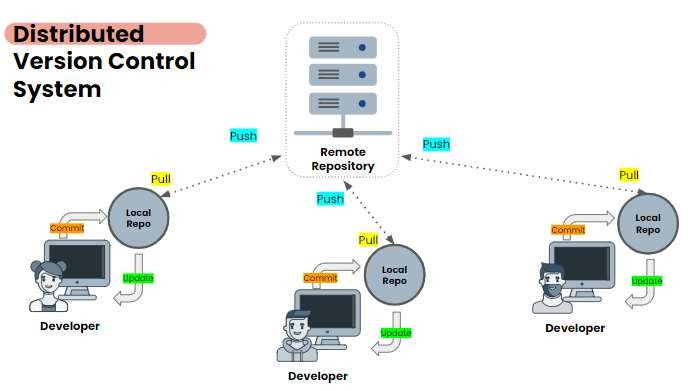 Distributed
Version Control
System
Remote
Repository
Push
Pull
Local
Repo
Commit
Update
Developer
Push
Pull
Local
Repo
Commit
Update
Developer
Push
Pull
Local
Repo
Commit
Update
Developer